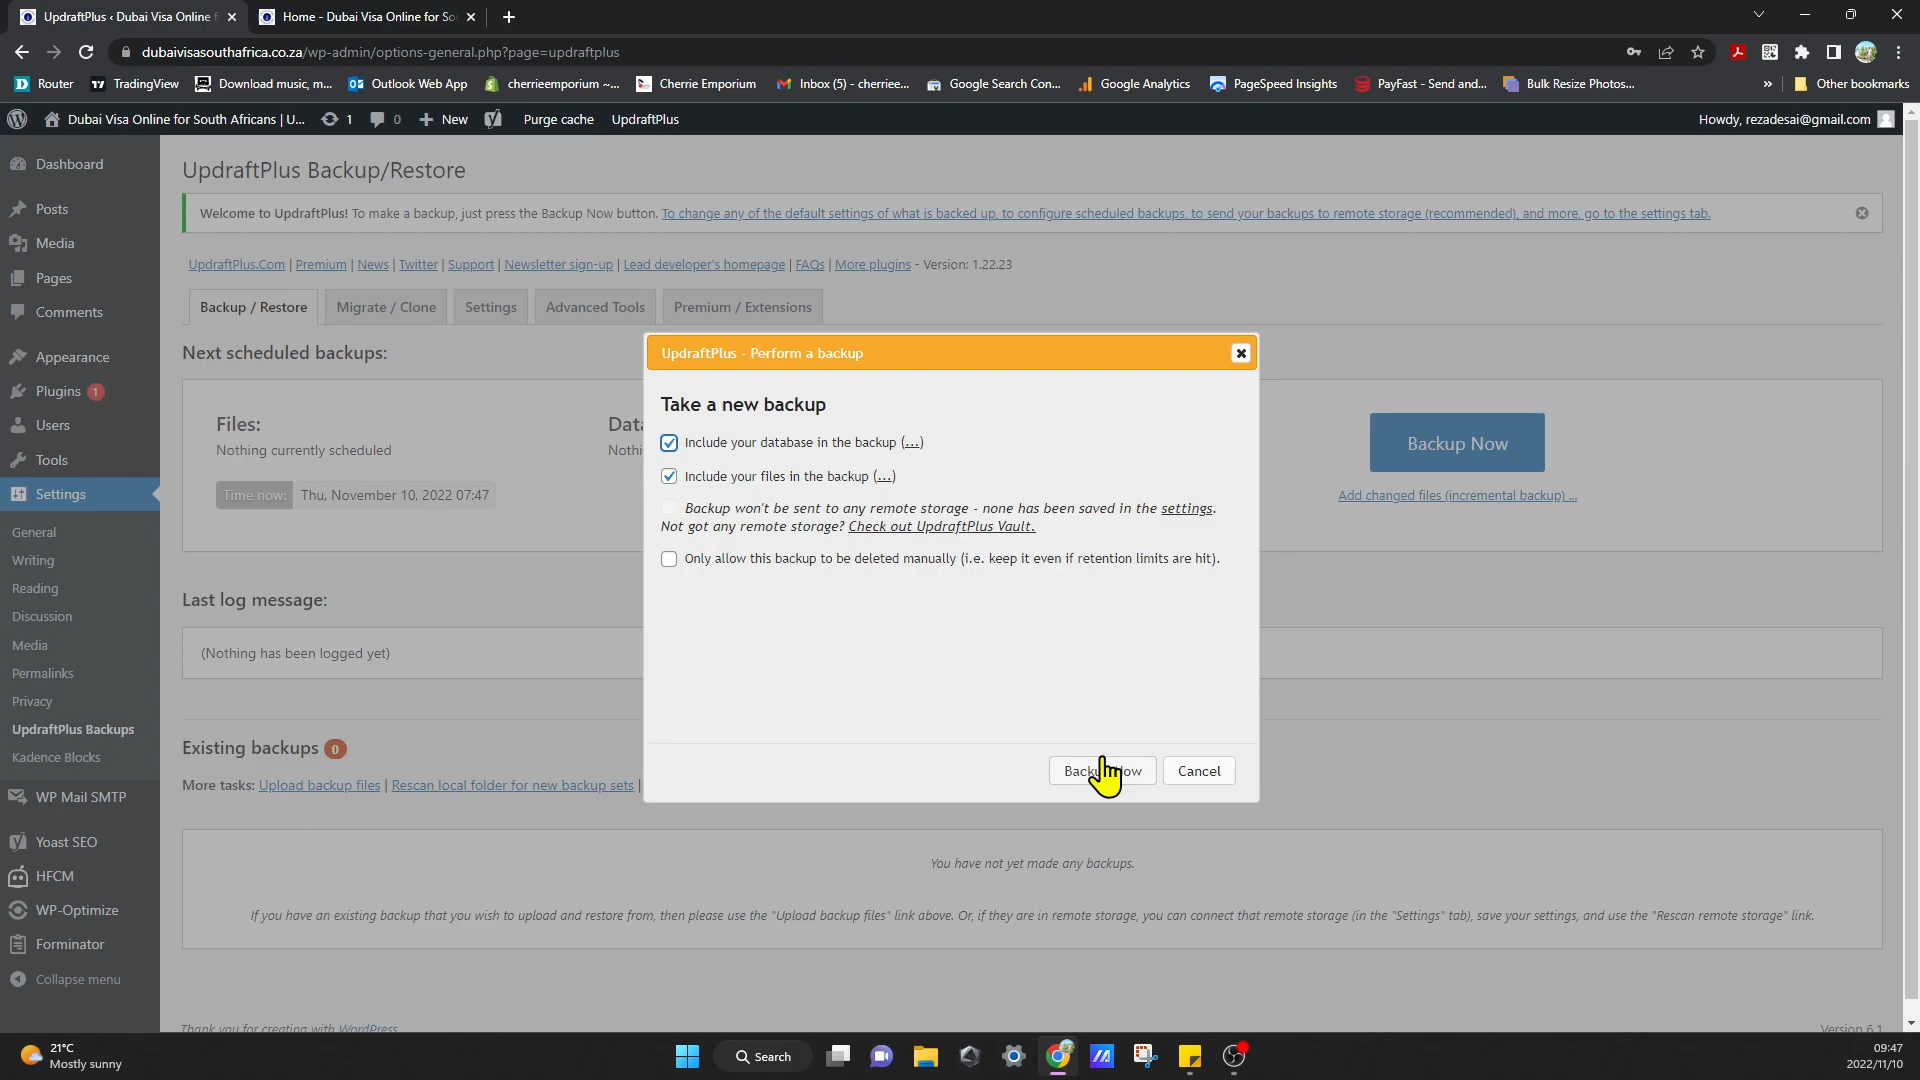 UpdraftPlus ‹ Dubai Visa Online f
Home - Dubai Visa Online for So
dubaivisasouthafrica.co.za/wp-admin/options-general.php?page=updraftplus
Router
TradingView
Download music, m...
Outlook Web App
cherrieemporium ~...
Cherrie Emporium
Inbox (5) - cherriee...
Google Search Con...
Google Analytics
PageSpeed Insights
PayFast - Send and...
Bulk Resize Photos...
»
Other bookmarks
Dubai Visa Online for South Africans | U...
1
0
New
Purge cache
UpdraftPlus
Howdy, rezadesai@gmail.com
Dashboard
Posts
Media
Pages
Comments
Appearance
Plugins 1
Users
Tools
Settings
General
Writing
Reading
Discussion
Media
Permalinks
Privacy
UpdraftPlus Backups
Kadence Blocks
WP Mail SMTP
Yoast SEO
HFCM
WP-Optimize
Forminator
Collapse menu
UpdraftPlus Backup/Restore
Welcome to UpdraftPlus! To make a backup, just press the Backup Now button. To change any of the default settings of what is backed up, to configure scheduled backups, to send your backups to remote storage (recommended), and more, go to the settings tab.
UpdraftPlus.Com | Premium | News | Twitter | Support | Newsletter sign-up | Lead developer's homepage | FAQs | More plugins - Version: 1.22.23
Backup / Restore
Migrate / Clone
Settings
Advanced Tools
Premium / Extensions
Next scheduled backups:
Files:
Nothing currently scheduled
Time now: Thu, November 10, 2022 07:47
Backup Now
Add changed files (incremental backup) ...
UpdraftPlus - Perform a backup
Take a new backup
Include your database in the backup (...)
Include your files in the backup (...)
Backup won't be sent to any remote storage - none has been saved in the settings.
Not got any remote storage? Check out UpdraftPlus Vault.
Only allow this backup to be deleted manually (i.e. keep it even if retention limits are hit).
Backup Now
Cancel
Last log message:
(Nothing has been logged yet)
Existing backups 0
More tasks: Upload backup files | Rescan local folder for new backup sets |
You have not yet made any backups.
If you have an existing backup that you wish to upload and restore from, then please use the "Upload backup files" link above. Or, if they are in remote storage, you can connect that remote storage (in the "Settings" tab), save your settings, and use the "Rescan remote storage" link.
Thank you for creating with WordPress
Version 6.1
21°C
Mostly sunny
Search
09:47
2022/11/10